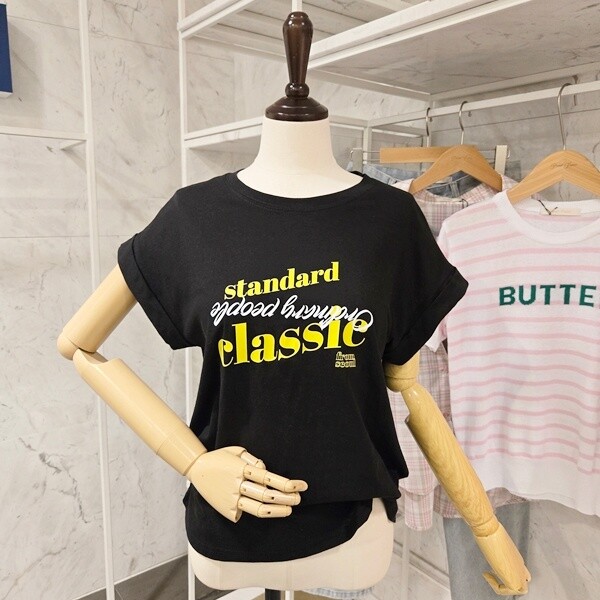 standard
Ordinary people
classic
from
seoul
BUTTE